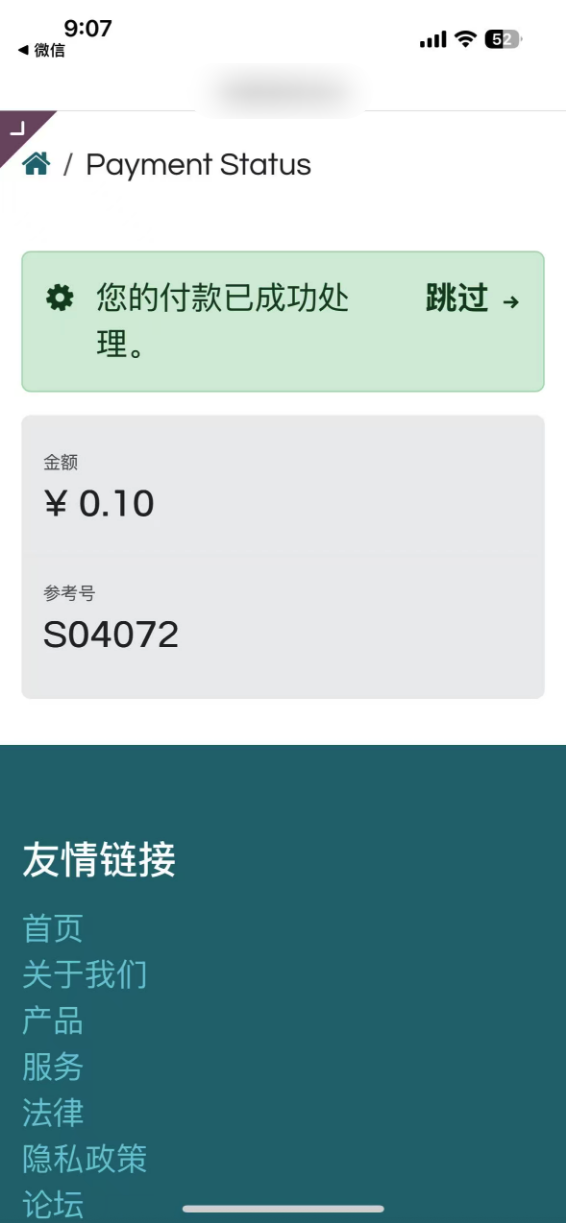 9:07
◀ 微信
52
/ Payment Status
您的付款已成功处
理。
跳过 →
金额
¥ 0.10
参考号
S04072
友情链接
首页
关于我们
产品
服务
法律
隐私政策
论坛